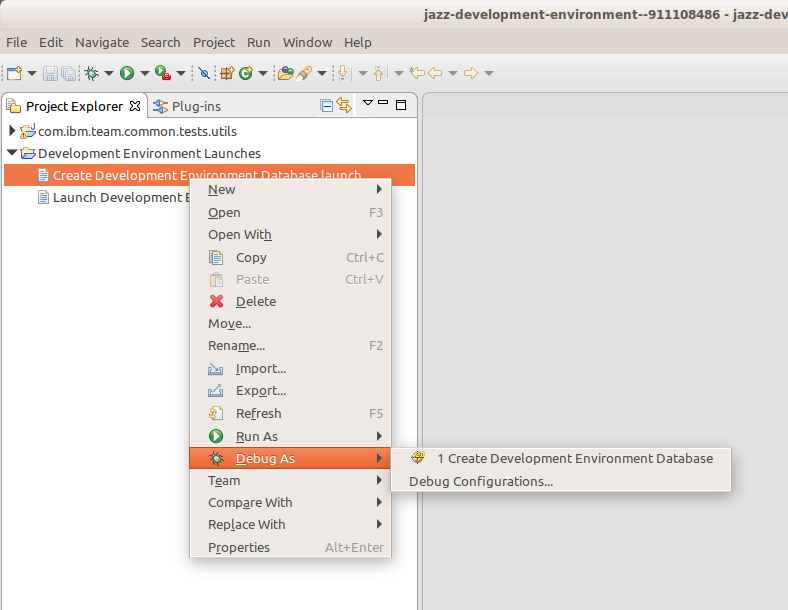 jazz-development-environment--911108486 - jazz-dev
File Edit Navigate Search Project Run Window Help
Project Explorer Plug-ins
com.ibm.team.common.tests.utils
Development Environment Launches
Create Development Environment Database.launch
Launch Development E
New
Open F3
Open With
Copy Ctrl+C
Paste Ctrl+V
Delete
Move...
Rename... F2
Import...
Export...
Refresh F5
Run As
Debug As
1 Create Development Environment Database
Team
Debug Configurations...
Compare With
Replace With
Properties Alt+Enter